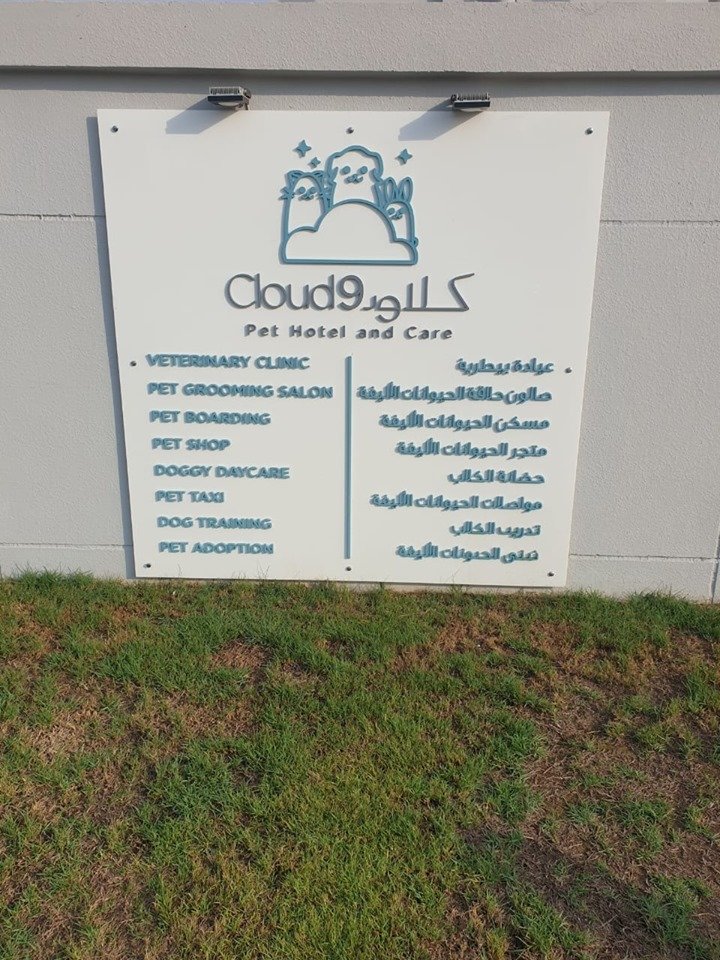 Cloud9 كلاود
Pet Hotel and Care
VETERINARY CLINIC
PET GROOMING SALON
PET BOARDING
PET SHOP
DOGGY DAYCARE
PET TAXI
DOG TRAINING
PET ADOPTION
عيادة بيطرية
صالون حلاقة الحيوانات الأليفة
مسكن الحيوانات الأليفة
متجر الحيوانات الأليفة
حضانة الكلاب
مواصلات الحيوانات الأليفة
تدريب الكلاب
تبني الحيونات الأليفة